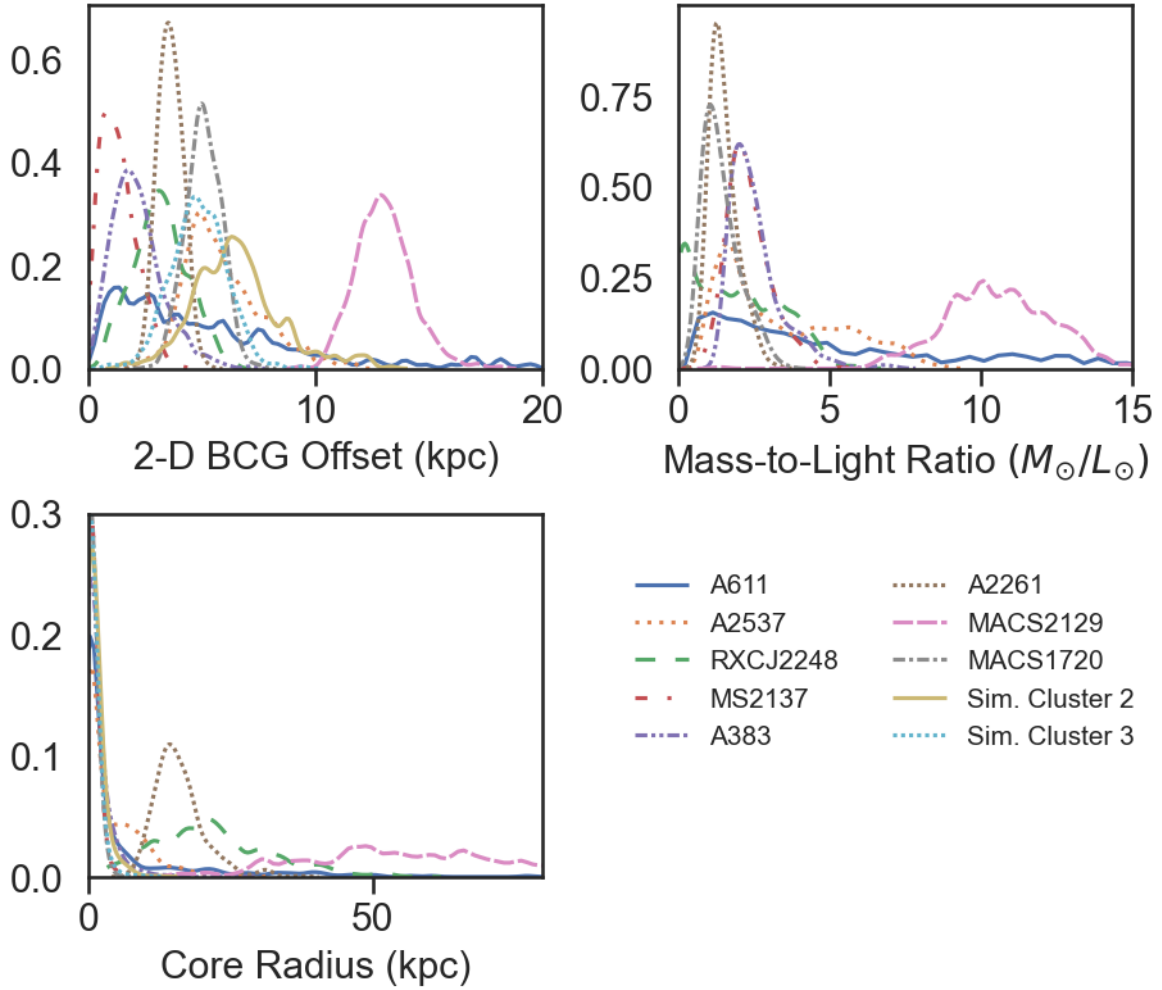 0.6
0.4
0.2
0.0
0 10 20
2-D BCG Offset (kpc)
0.75
0.50
0.25
0.00
0 5 10 15
Mass-to-Light Ratio (M⊙/L⊙)
0.3
0.2
0.1
0.0
0 50
Core Radius (kpc)
A611
A2537
RXCJ2248
MS2137
A383
A2261
MACS2129
MACS1720
Sim. Cluster 2
Sim. Cluster 3